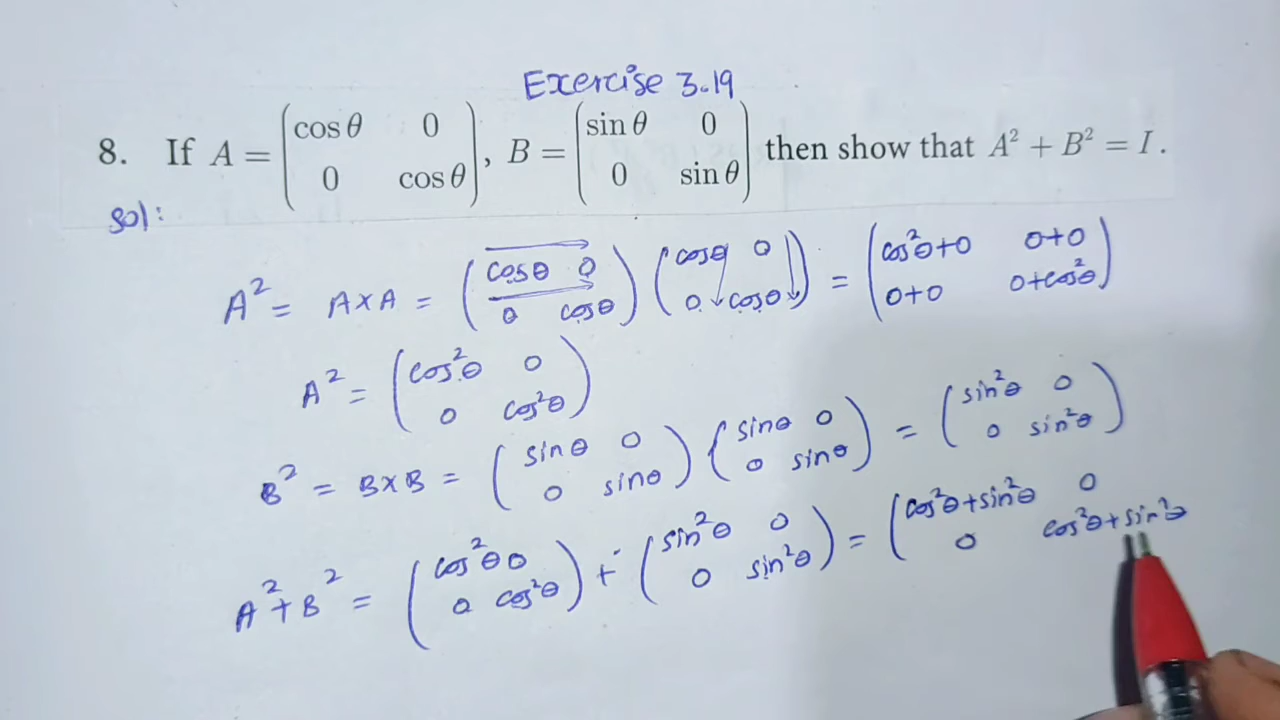 Exercise 3.19
8. If A = (cos θ 0 0 cos θ), B = (sin θ 0 0 sin θ) then show that A² + B² = I.
Sol:
A² = A×A = (cosθ 0 0 cosθ) (cosθ 0 0 cosθ) = (cos²θ+0 0+0 0+0 0+cos²θ)
A² = (cos²θ 0 0 cos²θ)
B² = B×B = (sinθ 0 0 sinθ) (sinθ 0 0 sinθ) = (sin²θ 0 0 sin²θ)
A²+B² = (cos²θ 0 0 cos²θ) + (sin²θ 0 0 sin²θ) = (cos²θ+sin²θ 0 0 cos²θ+sin²θ